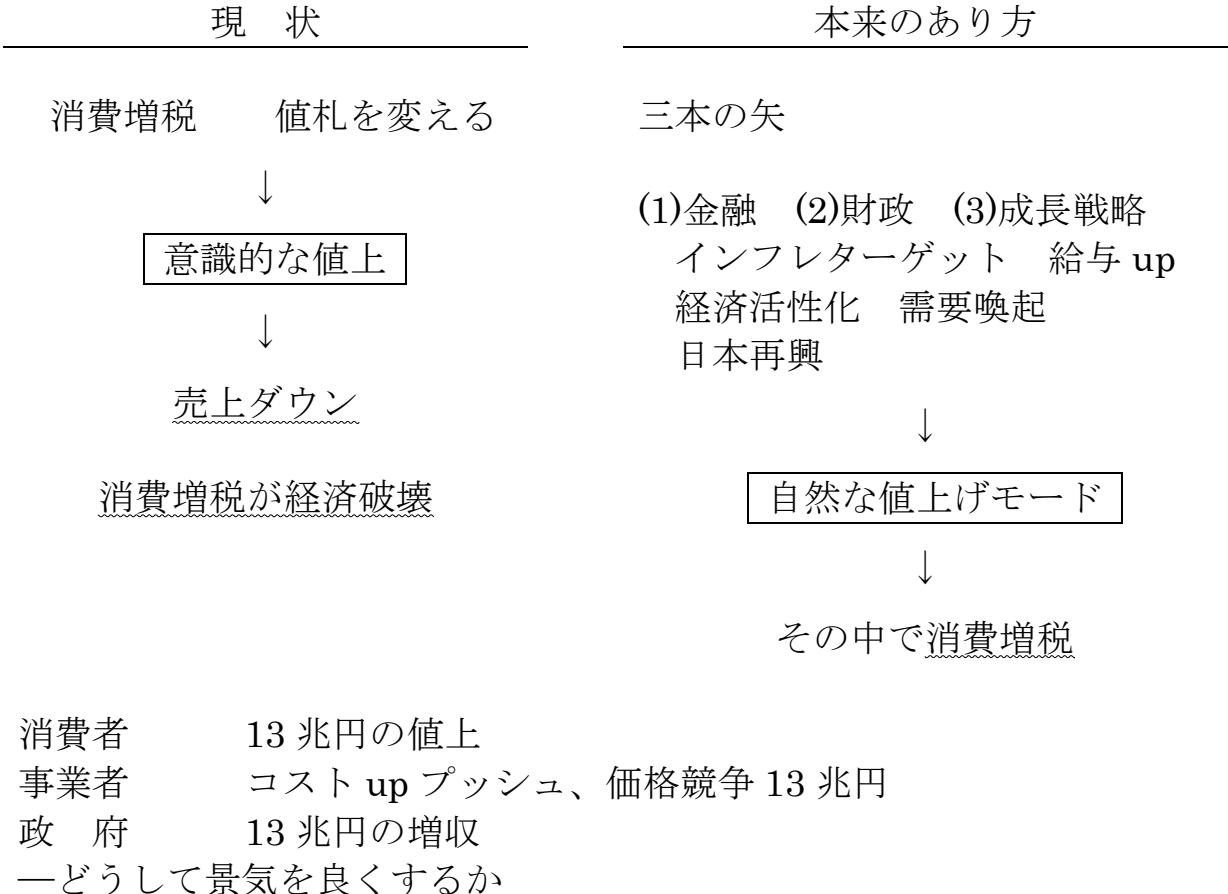 現　状
消費増税　　値札を変える
↓
意識的な値上
↓
売上ダウン
消費増税が経済破壊
本来のあり方
三本の矢
(1)金融　(2)財政　(3)成長戦略
インフレターゲット　給与 up
経済活性化　需要喚起
日本再興
↓
自然な値上げモード
↓
その中で消費増税
消費者　　　13 兆円の値上
事業者　　　コスト up プッシュ、価格競争 13 兆円
政　府　　　13 兆円の増収
―どうして景気を良くするか